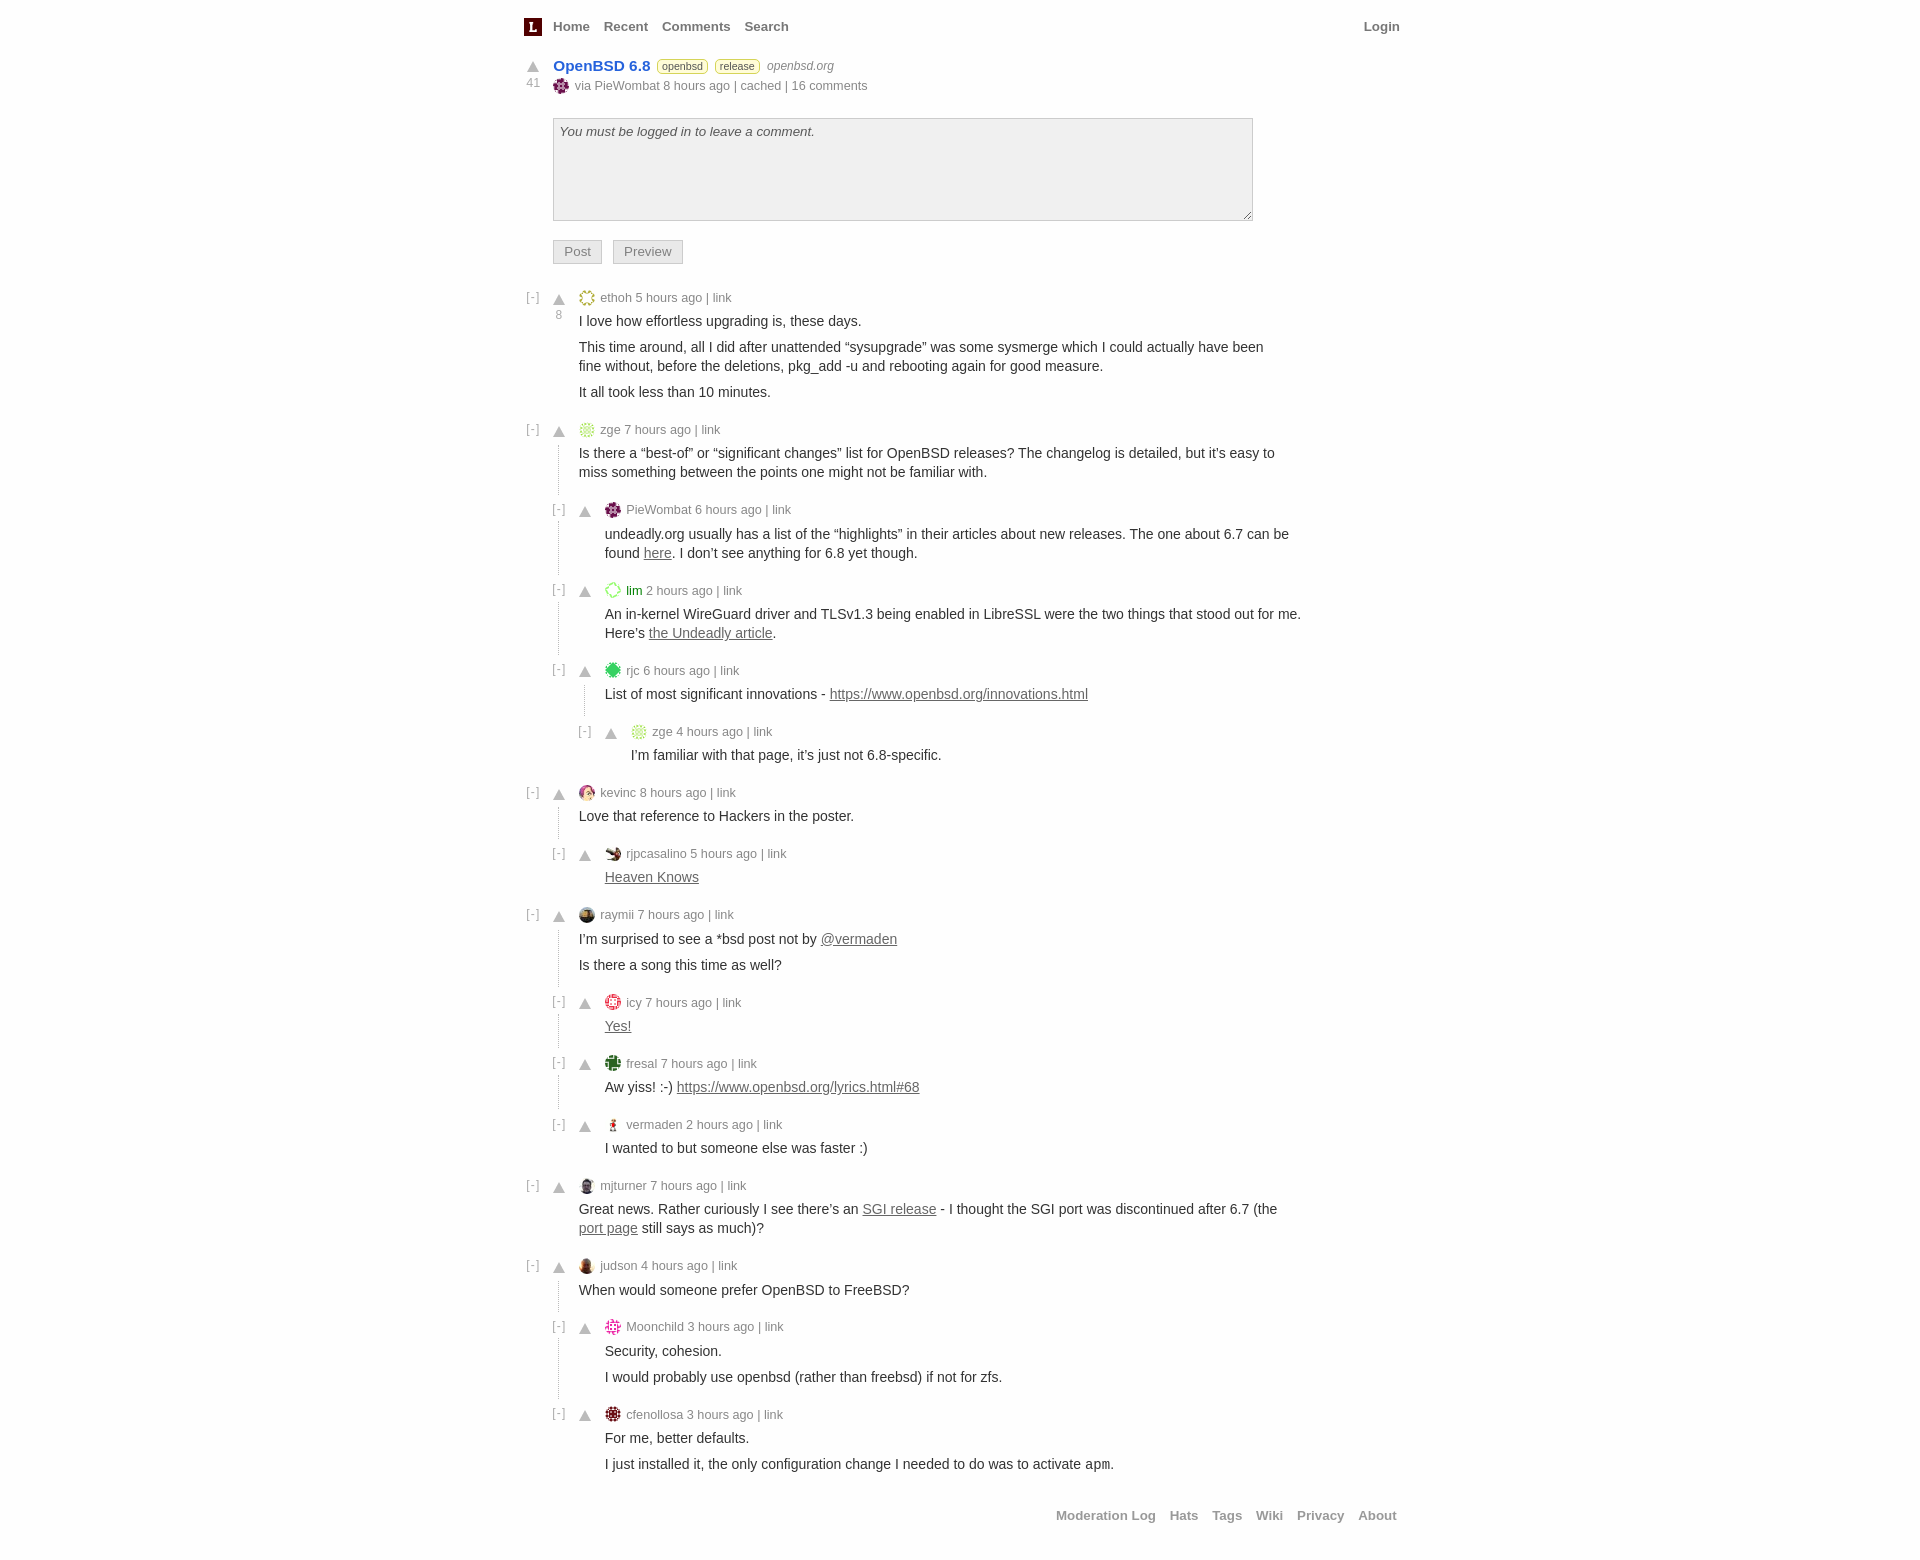 L Home Recent Comments Search Login
OpenBSD 6.8 openbsd release openbsd.org
41 via PieWombat 8 hours ago | cached | 16 comments
You must be logged in to leave a comment.
Post Preview
[-] ethoh 5 hours ago | link
8
I love how effortless upgrading is, these days.
This time around, all I did after unattended “sysupgrade” was some sysmerge which I could actually have been
fine without, before the deletions, pkg_add -u and rebooting again for good measure.
It all took less than 10 minutes.
[-] zge 7 hours ago | link
Is there a “best-of” or “significant changes” list for OpenBSD releases? The changelog is detailed, but it’s easy to
miss something between the points one might not be familiar with.
[-] PieWombat 6 hours ago | link
undeadly.org usually has a list of the “highlights” in their articles about new releases. The one about 6.7 can be
found here. I don’t see anything for 6.8 yet though.
[-] lim 2 hours ago | link
An in-kernel WireGuard driver and TLSv1.3 being enabled in LibreSSL were the two things that stood out for me.
Here’s the Undeadly article.
[-] rjc 6 hours ago | link
List of most significant innovations - https://www.openbsd.org/innovations.html
[-] zge 4 hours ago | link
I’m familiar with that page, it’s just not 6.8-specific.
[-] kevinc 8 hours ago | link
Love that reference to Hackers in the poster.
[-] rjpcasalino 5 hours ago | link
Heaven Knows
[-] raymii 7 hours ago | link
I’m surprised to see a *bsd post not by @vermaden
Is there a song this time as well?
[-] icy 7 hours ago | link
Yes!
[-] fresal 7 hours ago | link
Aw yiss! :-) https://www.openbsd.org/lyrics.html#68
[-] vermaden 2 hours ago | link
I wanted to but someone else was faster :)
[-] mjturner 7 hours ago | link
Great news. Rather curiously I see there’s an SGI release - I thought the SGI port was discontinued after 6.7 (the
port page still says as much)?
[-] judson 4 hours ago | link
When would someone prefer OpenBSD to FreeBSD?
[-] Moonchild 3 hours ago | link
Security, cohesion.
I would probably use openbsd (rather than freebsd) if not for zfs.
[-] cfenollosa 3 hours ago | link
For me, better defaults.
I just installed it, the only configuration change I needed to do was to activate apm.
Moderation Log Hats Tags Wiki Privacy About